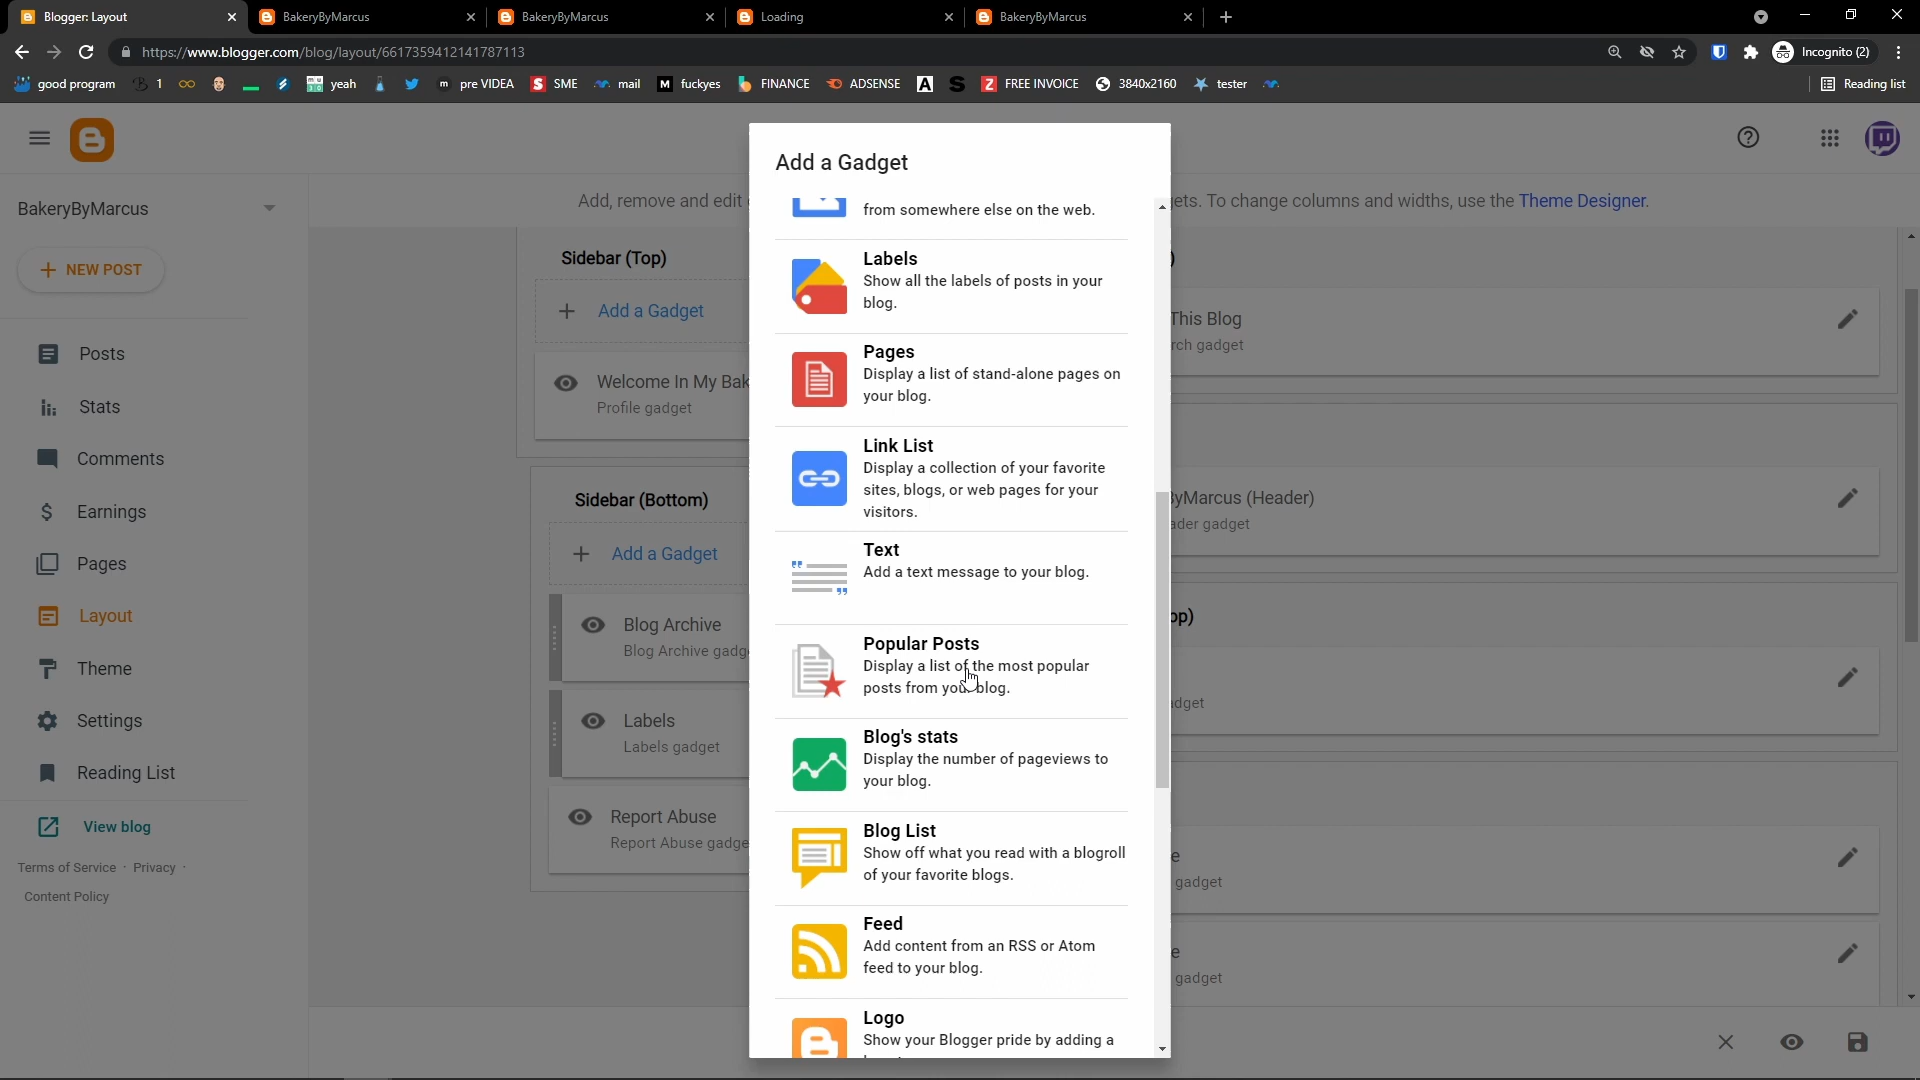 Blogger: Layout
BakeryByMarcus
BakeryByMarcus
Loading
BakeryByMarcus
https://www.blogger.com/blog/layout/6617359412141787113
Incognito (2)
good program
1
yeah
pre VIDEA
SME
mail
fuckyes
FINANCE
ADSENSE
FREE INVOICE
3840x2160
tester
Reading list
BakeryByMarcus
NEW POST
Posts
Stats
Comments
Earnings
Pages
Layout
Theme
Settings
Reading List
View blog
Terms of Service · Privacy ·
Content Policy
Add, remove and edit
gets. To change columns and widths, use the Theme Designer.
Sidebar (Top)
Add a Gadget
Welcome In My Bak
Profile gadget
Sidebar (Bottom)
Add a Gadget
Blog Archive
Blog Archive gadg
Labels
Labels gadget
Report Abuse
Report Abuse gadge
Add a Gadget
from somewhere else on the web.
Labels
Show all the labels of posts in your
blog.
Pages
Display a list of stand-alone pages on
your blog.
Link List
Display a collection of your favorite
sites, blogs, or web pages for your
visitors.
Text
Add a text message to your blog.
Popular Posts
Display a list of the most popular
posts from your blog.
Blog's stats
Display the number of pageviews to
your blog.
Blog List
Show off what you read with a blogroll
of your favorite blogs.
Feed
Add content from an RSS or Atom
feed to your blog.
Logo
Show your Blogger pride by adding a
This Blog
rch gadget
yMarcus (Header)
ader gadget
op)
dget
e
gadget
e
gadget